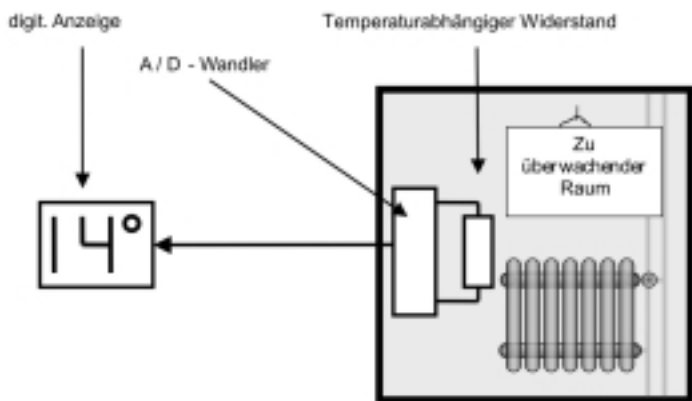 digit. Anzeige
Temperaturabhängiger Widerstand
A / D - Wandler
Zu
überwachender
Raum
14°